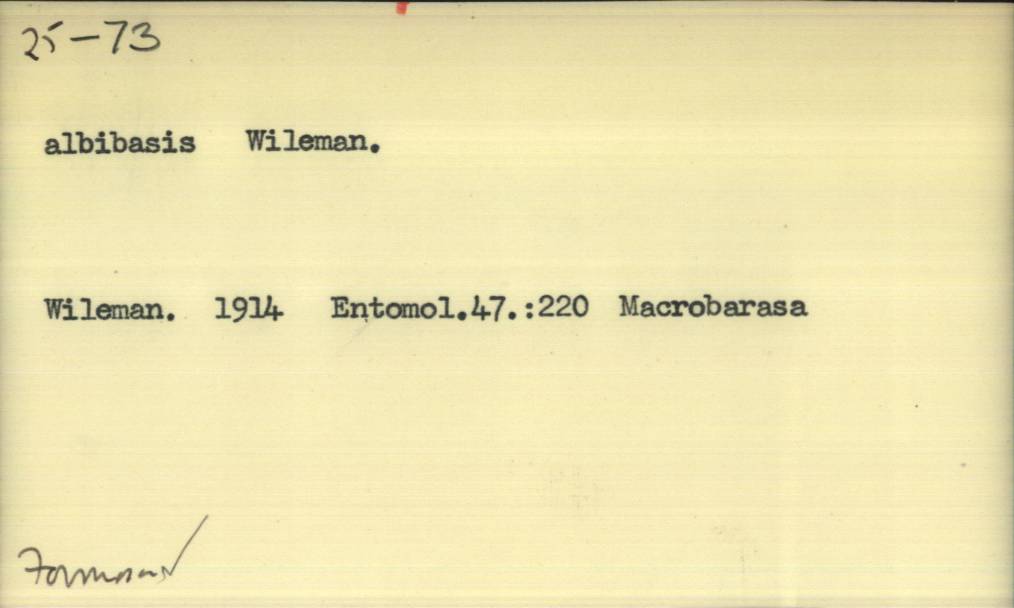 25-73
albibasis Wileman.
Wileman. 1914 Entomol.47.:220 Macrobarasa
Formosa